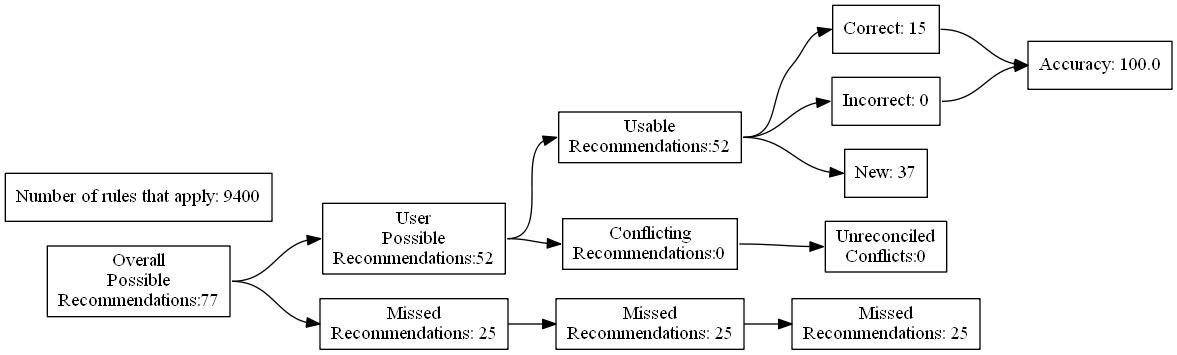 Number of rules that apply: 9400
Overall
Possible
Recommendations:77
User
Possible
Recommendations:52
Missed
Recommendations: 25
Usable
Recommendations:52
Conflicting
Recommendations:0
Missed
Recommendations: 25
Correct: 15
Incorrect: 0
New: 37
Unreconciled
Conflicts:0
Missed
Recommendations: 25
Accuracy: 100.0